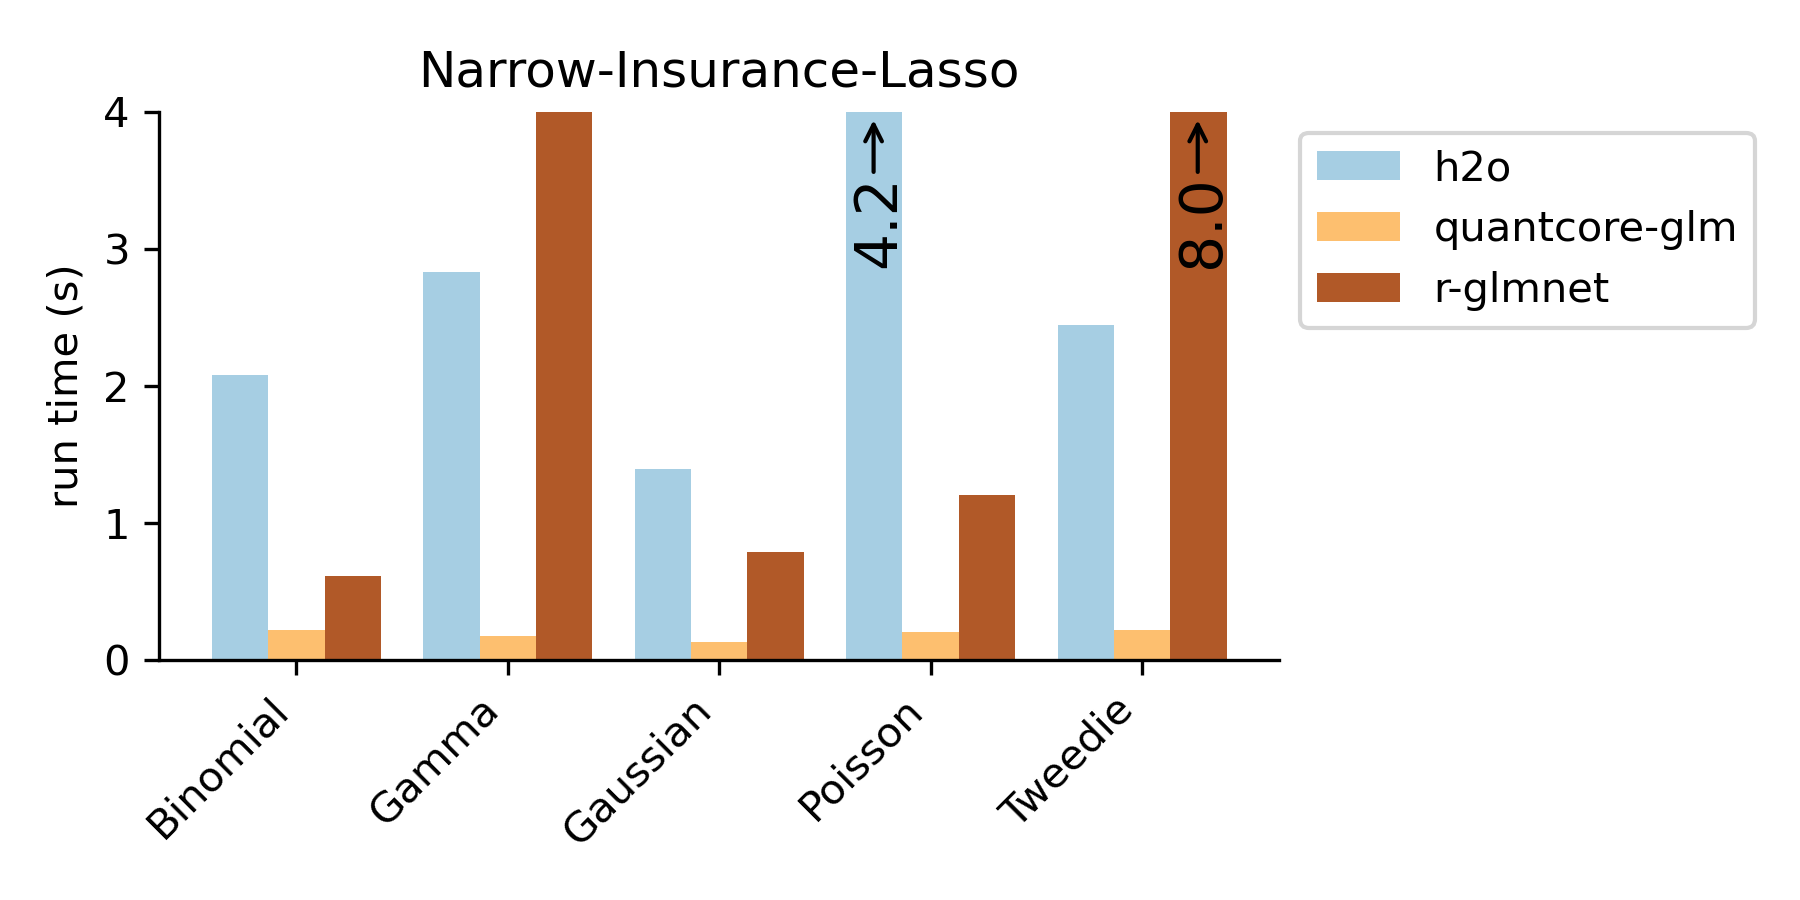 Narrow-Insurance-Lasso
run time (s)
4
3
2
1
0
4.2→
8.0→
Binomial
Gamma
Gaussian
Poisson
Tweedie
h2o
quantcore-glm
r-glmnet